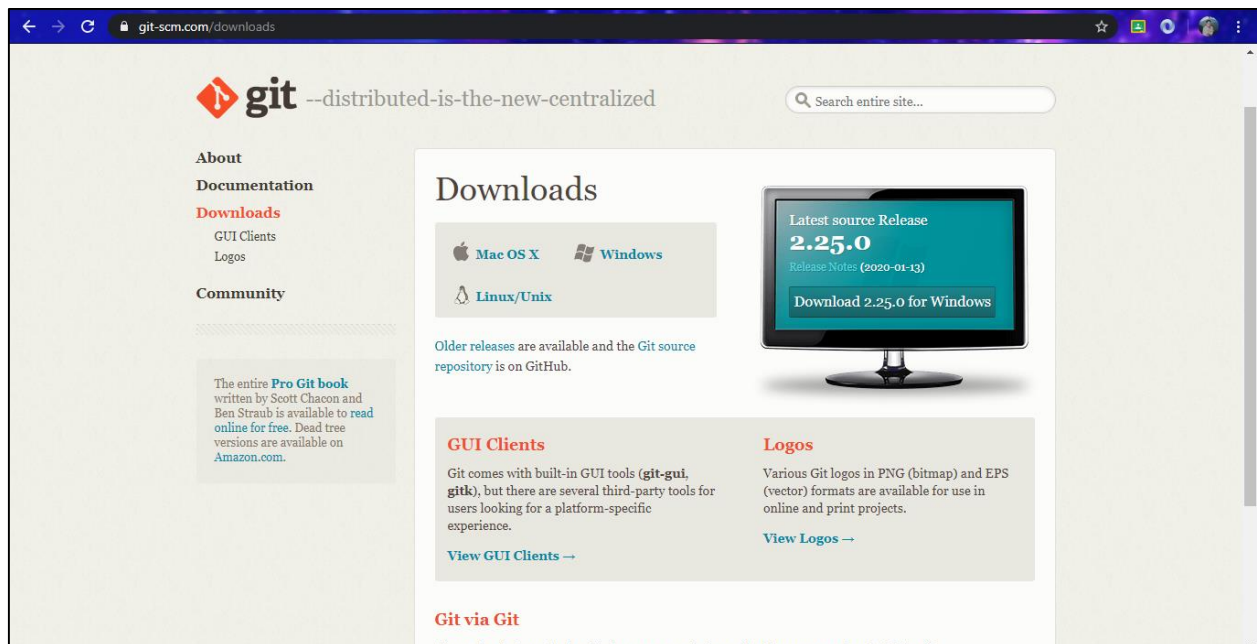 git-scm.com/downloads
git --distributed-is-the-new-centralized
Search entire site...
About
Documentation
Downloads
GUI Clients
Logos
Community
The entire Pro Git book
written by Scott Chacon and
Ben Straub is available to read
online for free. Dead tree
versions are available on
Amazon.com.
Downloads
Mac OS X
Windows
Linux/Unix
Older releases are available and the Git source
repository is on GitHub.
Latest source Release
2.25.0
Release Notes (2020-01-13)
Download 2.25.0 for Windows
GUI Clients
Git comes with built-in GUI tools (git-gui,
gitk), but there are several third-party tools for
users looking for a platform-specific
experience.
View GUI Clients →
Logos
Various Git logos in PNG (bitmap) and EPS
(vector) formats are available for use in
online and print projects.
View Logos →
Git via Git